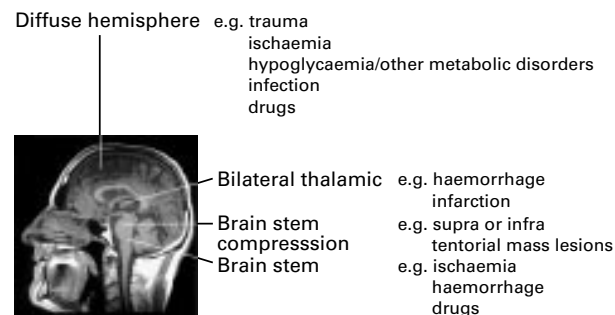 Diffuse hemisphere e.g. trauma
ischaemia
hypoglycaemia/other metabolic disorders
infection
drugs
Bilateral thalamic e.g. haemorrhage
infarction
Brain stem e.g. supra or infra
compresssion tentorial mass lesions
Brain stem e.g. ischaemia
haemorrhage
drugs